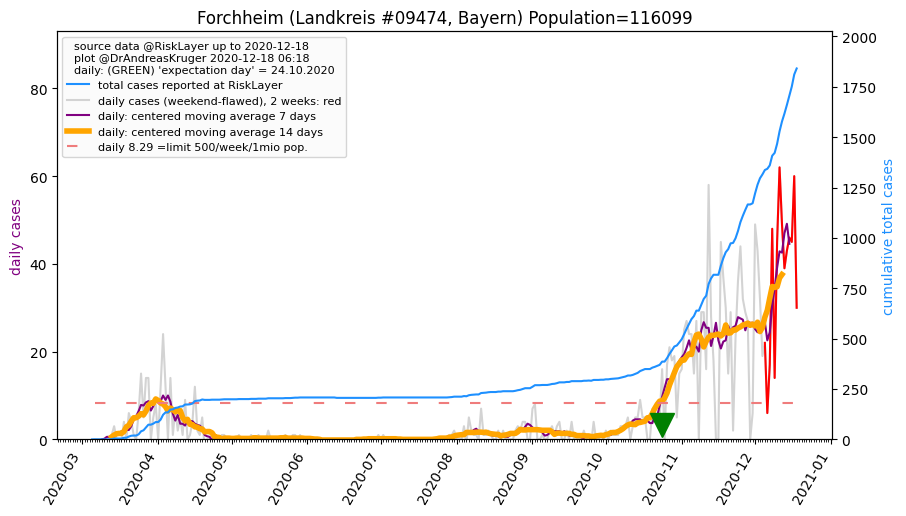 Forchheim (Landkreis #09474, Bayern) Population=116099
source data @RiskLayer up to 2020-12-18
plot @DrAndreasKruger 2020-12-18 06:18
daily: (GREEN) 'expectation day' = 24.10.2020
total cases reported at RiskLayer
daily cases (weekend-flawed), 2 weeks: red
daily: centered moving average 7 days
daily: centered moving average 14 days
daily 8.29 =limit 500/week/1mio pop.
daily cases
0
20
40
60
80
cumulative total cases
0
250
500
750
1000
1250
1500
1750
2000
2020-03
2020-04
2020-05
2020-06
2020-07
2020-08
2020-09
2020-10
2020-11
2020-12
2021-01